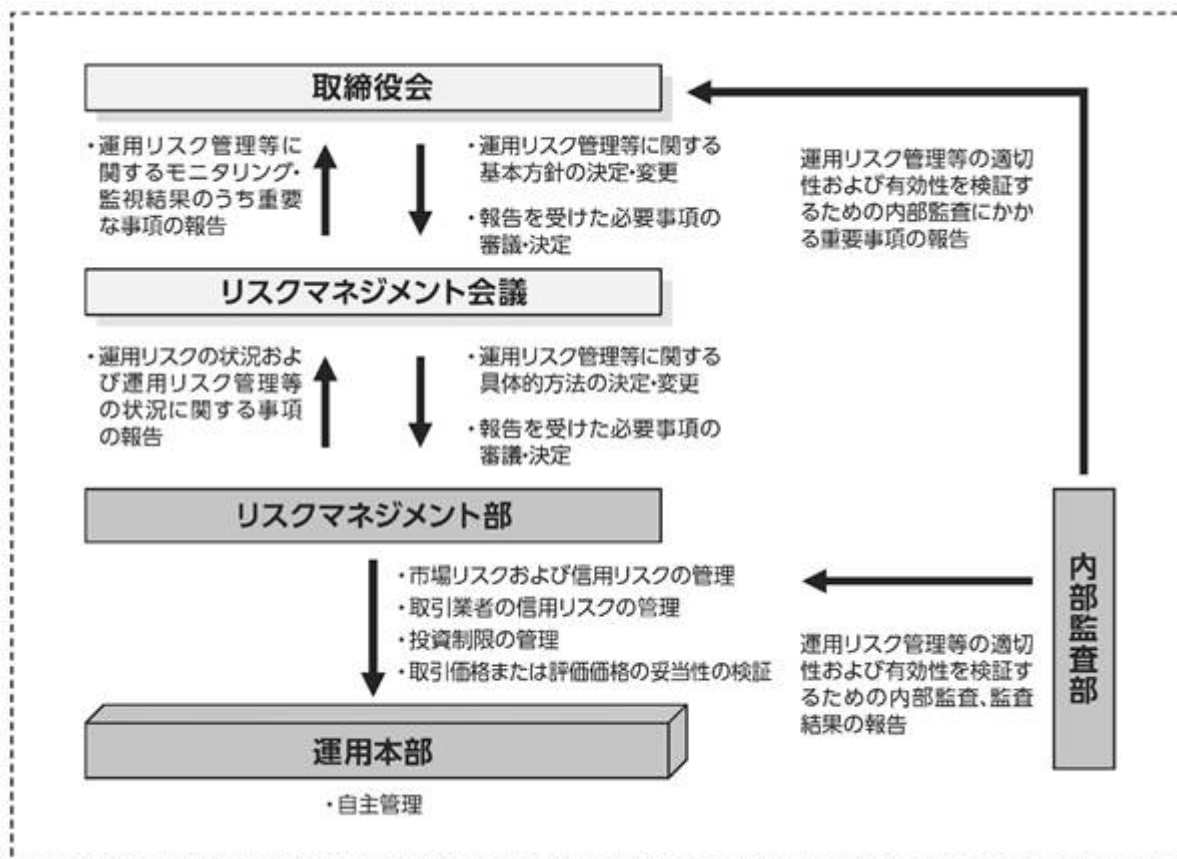 取締役会
・運用リスク管理等に
関するモニタリング・
監視結果のうち重要
な事項の報告
・運用リスク管理等に関する
基本方針の決定・変更
・報告を受けた必要事項の
審議・決定
運用リスク管理等の適切
性および有効性を検証す
るための内部監査にかか
る重要事項の報告
リスクマネジメント会議
・運用リスクの状況およ
び運用リスク管理等
の状況に関する事項
の報告
・運用リスク管理等に関する
具体的方法の決定・変更
・報告を受けた必要事項の
審議・決定
リスクマネジメント部
・市場リスクおよび信用リスクの管理
・取引業者の信用リスクの管理
・投資制限の管理
・取引価格または評価価格の妥当性の検証
内部監査部
運用リスク管理等の適切
性および有効性を検証す
るための内部監査、監査
結果の報告
運用本部
・自主管理